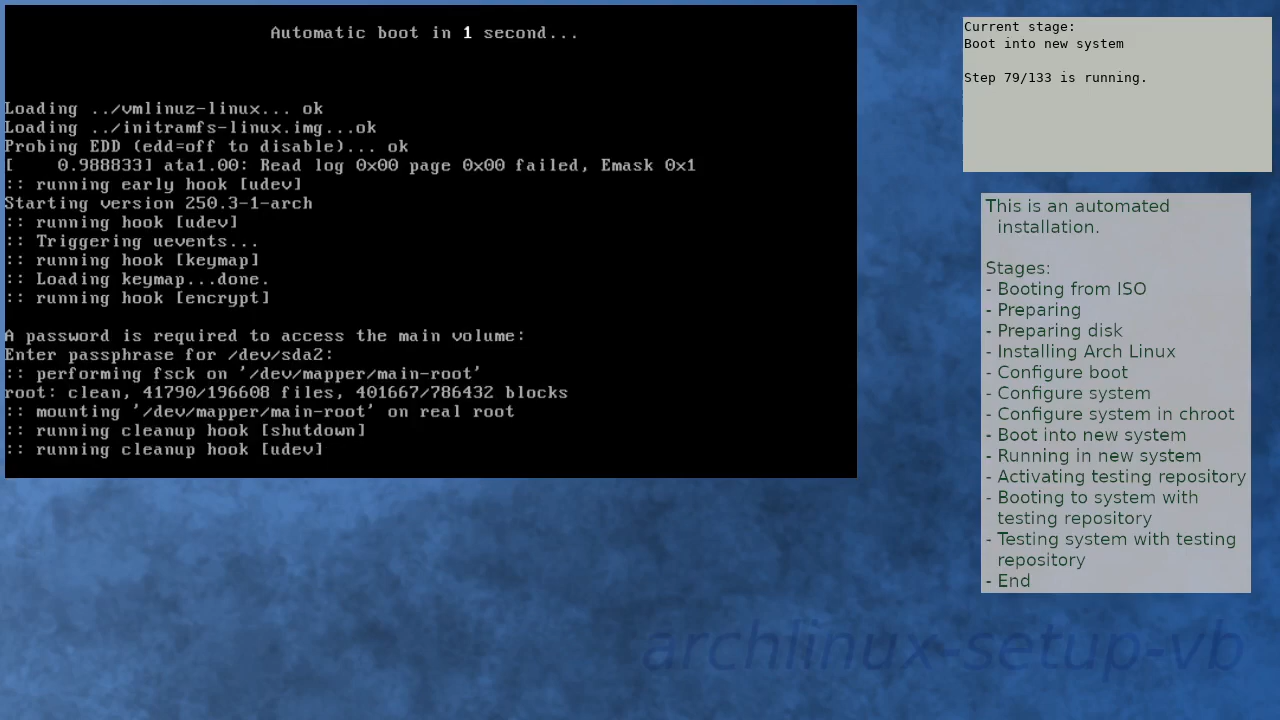 Automatic boot in 1 second...
Loading ../vmlinuz-linux... ok
Loading ../initramfs-linux.img...ok
Probing EDD (edd=off to disable)... ok
[    0.988833] ata1.00: Read log 0x00 page 0x00 failed, Emask 0x1
:: running early hook [udev]
Starting version 250.3-1-arch
:: running hook [udev]
:: Triggering uevents...
:: running hook [keymap]
:: Loading keymap...done.
:: running hook [encrypt]
A password is required to access the main volume:
Enter passphrase for /dev/sda2:
:: performing fsck on '/dev/mapper/main-root'
root: clean, 41790/196608 files, 401667/786432 blocks
:: mounting '/dev/mapper/main-root' on real root
:: running cleanup hook [shutdown]
:: running cleanup hook [udev]
Current stage:
Boot into new system
Step 79/133 is running.
This is an automated
installation.
Stages:
- Booting from ISO
- Preparing
- Preparing disk
- Installing Arch Linux
- Configure boot
- Configure system
- Configure system in chroot
- Boot into new system
- Running in new system
- Activating testing repository
- Booting to system with
testing repository
- Testing system with testing
repository
- End
archlinux-setup-vb